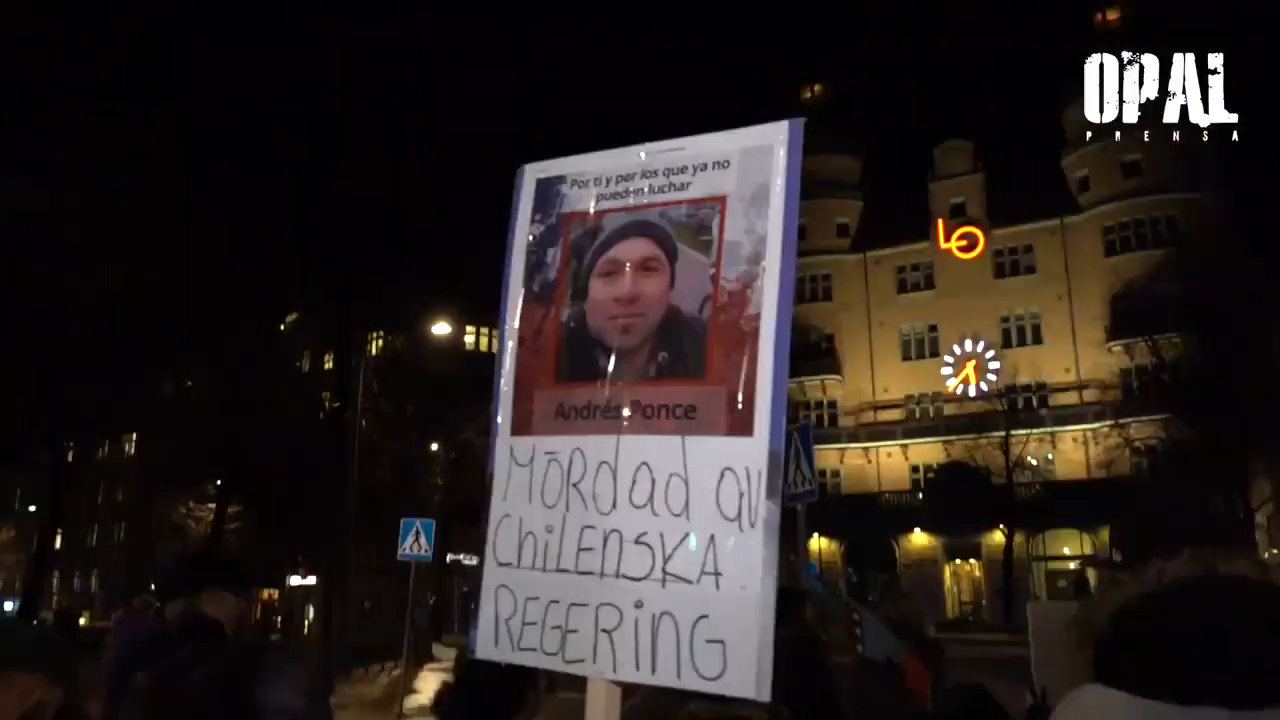 OPAL
PRENSA
Por ti y por los que ya no
pueden luchar
Andrés Ponce
MÖRdad av
CHiLENSKA
REGERiNG
LO